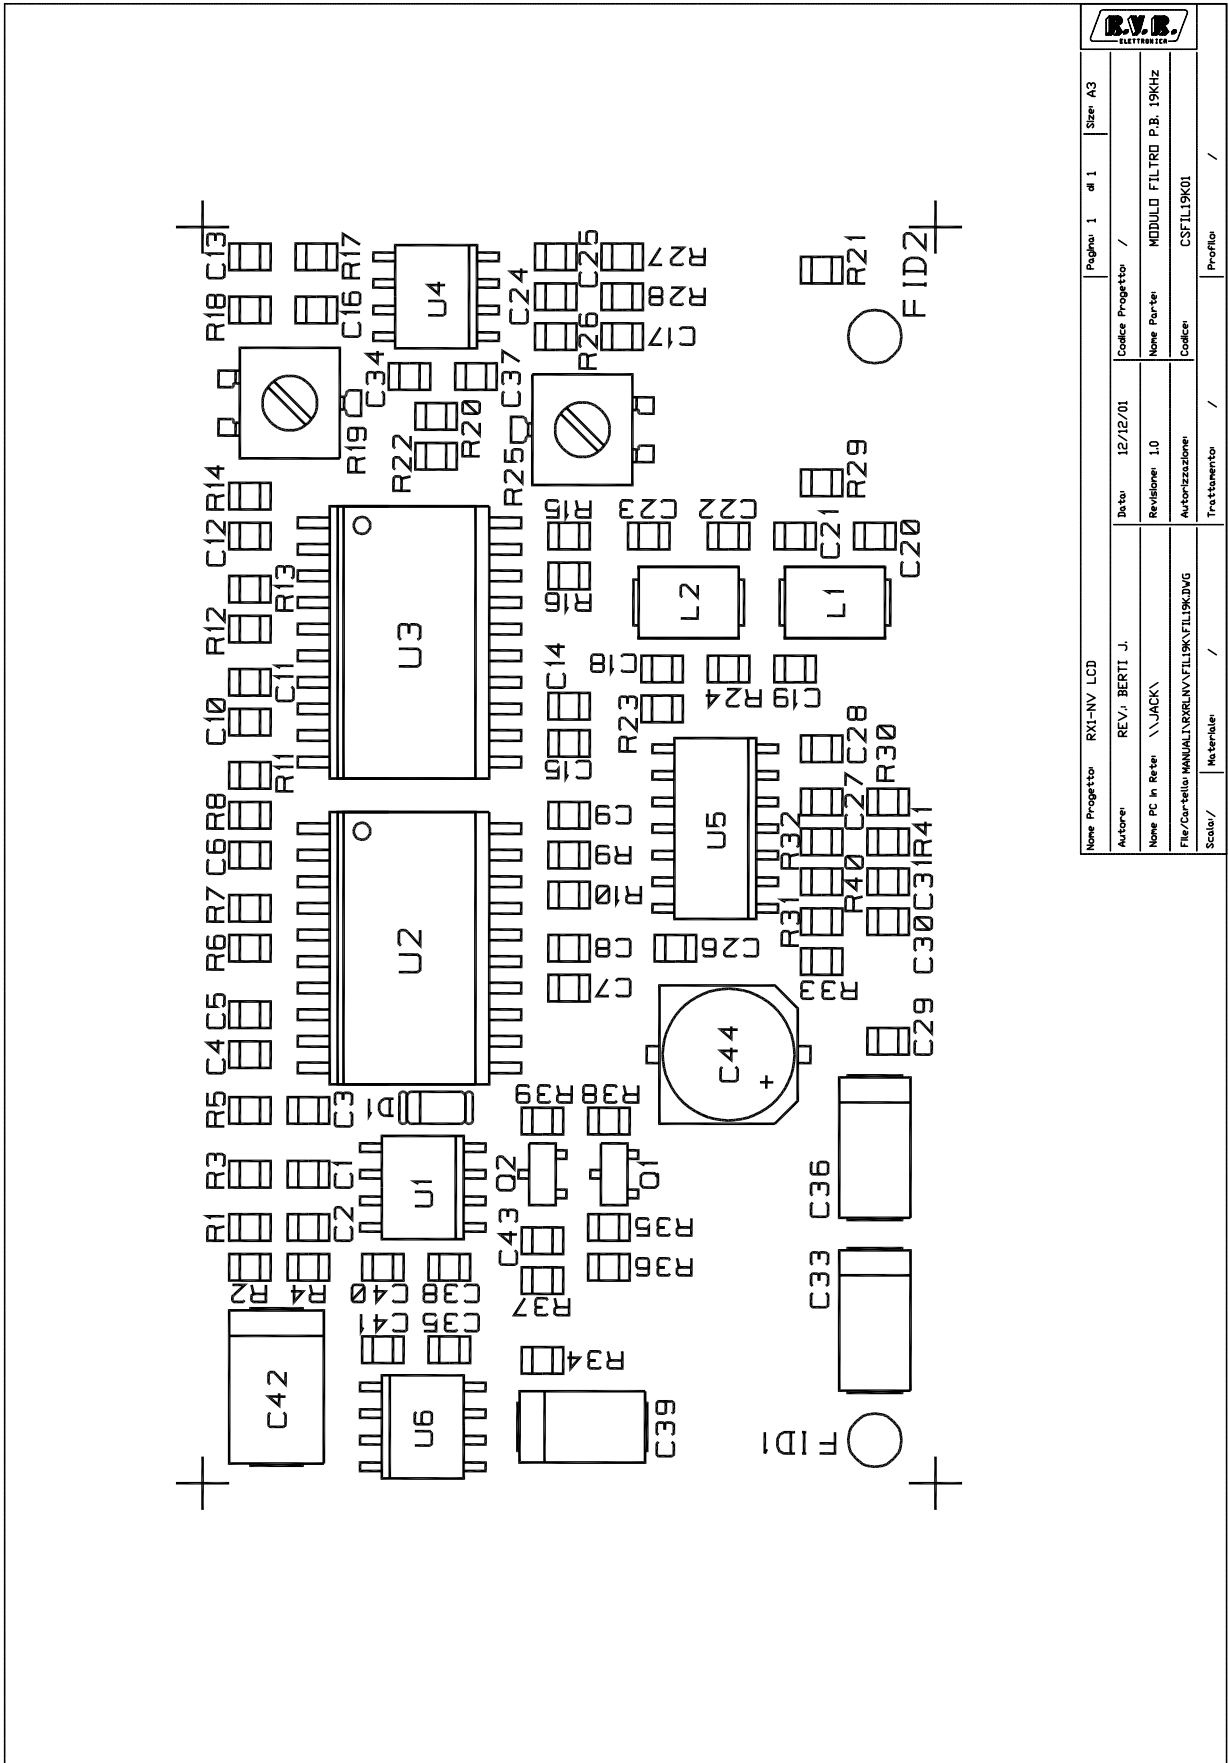 R.V.R.
ELETTRONICA
Nome Progetto: RX1-NV LCD
Pagina: 1 di 1
Size: A3
Autore: REV.: BERTI J.
Data: 12/12/01
Codice Progetto: /
Nome PC in Rete: \\JACK\
Revisione: 1.0
Nome Parte: MODULO FILTRO P.B. 19KHz
File/Cartella: MANUALI\RXRLNV\FIL19K\FIL19K.DWG
Autorizzazione:
Codice: CSFIL19K01
Scala: /
Materiale: /
Trattamento: /
Profilo: /
C13
R17
R18
C16
U4
C24
C25
R27
R28
R26
C17
R21
FID2
C34
C37
R19
R20
R22
R25
R29
R14
C12
R15
C23
C22
C21
C20
R13
R12
R16
L2
L1
U3
C11
C10
C14
C18
R24
C19
R23
R11
C15
C28
R30
R8
C9
U5
C27
R32
R41
C6
R9
R7
R10
R40
C31
R31
R6
U2
C8
C26
C30
C7
R33
C5
C4
C44
+
C29
R5
C3
D1
R39
R38
R3
C1
U1
Q2
Q1
C36
R1
C2
C43
R35
R36
R2
R4
C40
C38
R37
C33
C41
C35
R34
C42
U6
C39
FID1